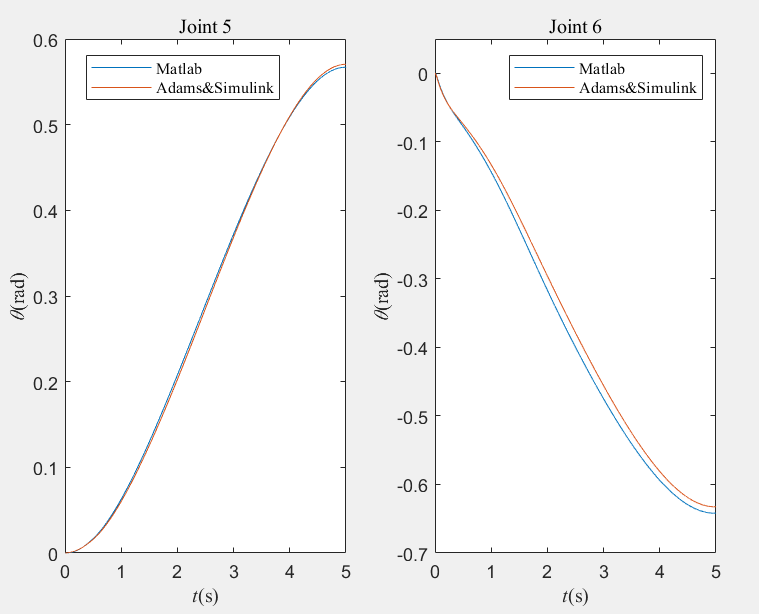 Joint 5
Matlab
Adams&Simulink
0.6
0.5
0.4
0.3
0.2
0.1
0
θ(rad)
0 1 2 3 4 5
t(s)
Joint 6
Matlab
Adams&Simulink
0
-0.1
-0.2
-0.3
-0.4
-0.5
-0.6
-0.7
θ(rad)
0 1 2 3 4 5
t(s)